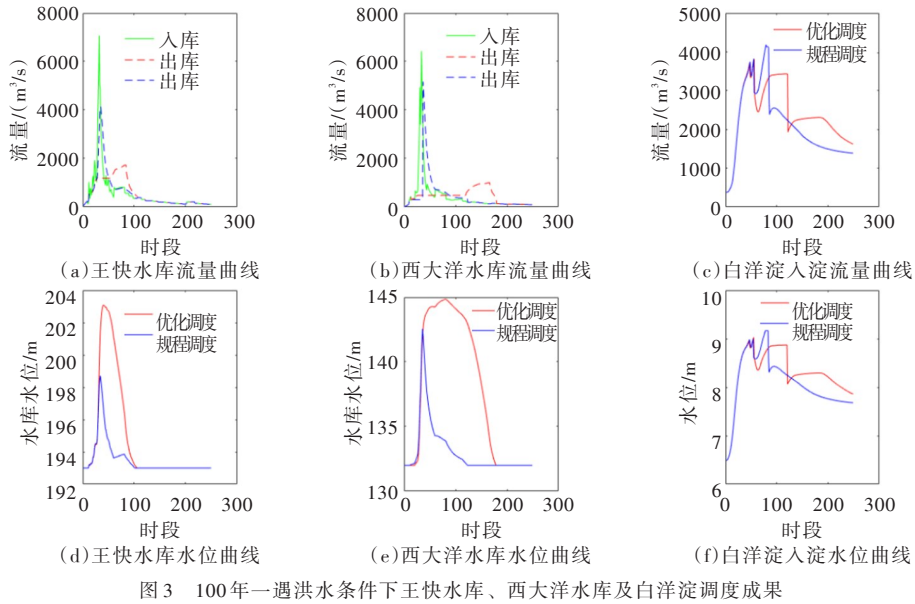 8000
6000
4000
2000
0
流量/(m³/s)
入库
出库
出库
0 100 200 300
时段
(a)王快水库流量曲线
8000
6000
4000
2000
0
流量/(m³/s)
入库
出库
出库
0 100 200 300
时段
(b)西大洋水库流量曲线
5000
4000
3000
2000
1000
0
流量/(m³/s)
优化调度
规程调度
0 100 200 300
时段
(c)白洋淀入淀流量曲线
204
202
200
198
196
194
192
水库水位/m
优化调度
规程调度
0 100 200 300
时段
(d)王快水库水位曲线
145
140
135
130
水库水位/m
优化调度
规程调度
0 100 200 300
时段
(e)西大洋水库水位曲线
10
9
8
7
6
水位/m
优化调度
规程调度
0 100 200 300
时段
(f)白洋淀入淀水位曲线
图3 100年一遇洪水条件下王快水库、西大洋水库及白洋淀调度成果